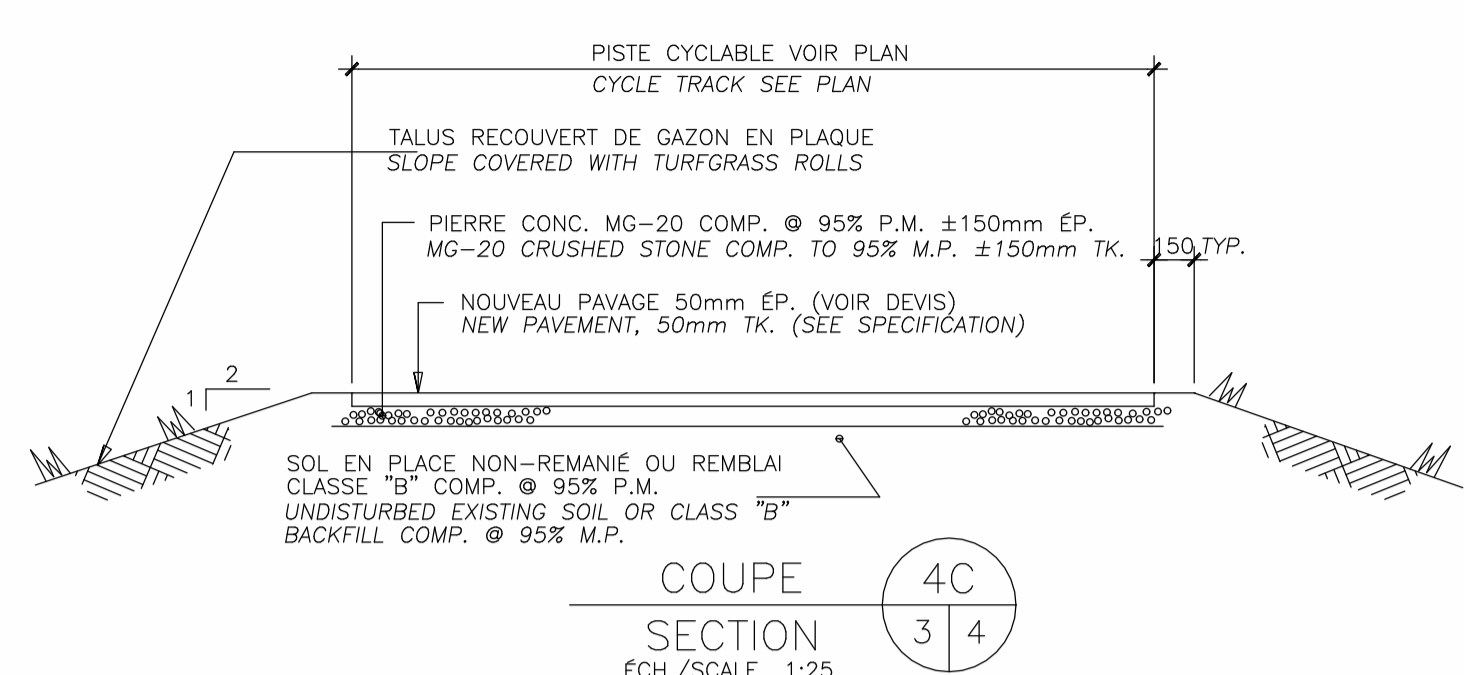 PISTE CYCLABLE VOIR PLAN
CYCLE TRACK SEE PLAN
TALUS RECOUVERT DE GAZON EN PLAQUE
SLOPE COVERED WITH TURFGRASS ROLLS
PIERRE CONC. MG-20 COMP. @ 95% P.M. ±150mm ÉP.
MG-20 CRUSHED STONE COMP. TO 95% M.P. ±150mm TK.
150 TYP.
NOUVEAU PAVAGE 50mm ÉP. (VOIR DEVIS)
NEW PAVEMENT, 50mm TK. (SEE SPECIFICATION)
2
1
SOL EN PLACE NON-REMANIÉ OU REMBLAI
CLASSE "B" COMP. @ 95% P.M.
UNDISTURBED EXISTING SOIL OR CLASS "B"
BACKFILL COMP. @ 95% M.P.
COUPE
4C
SECTION
3 4
ÉCH./SCALE 1:25